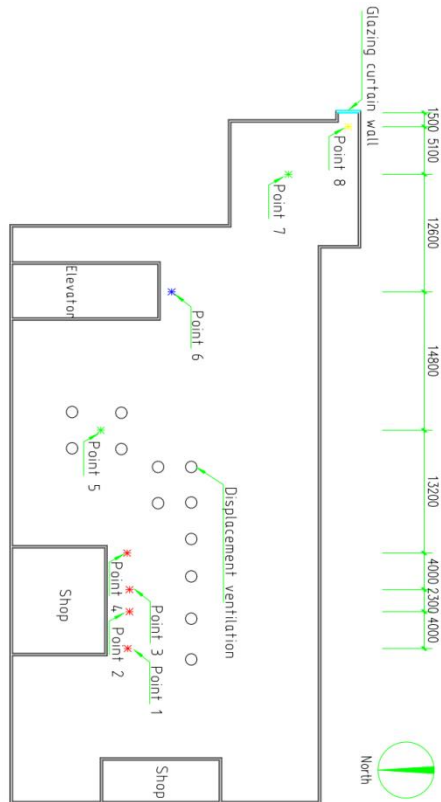 Glazing curtain wall
1500
5100
12600
14800
13200
4000
2300
4000
Point 8
Point 7
Elevator
Point 6
Point 5
Displacement ventilation
Shop
Point 4
Point 3
Point 2
Point 1
Shop
North